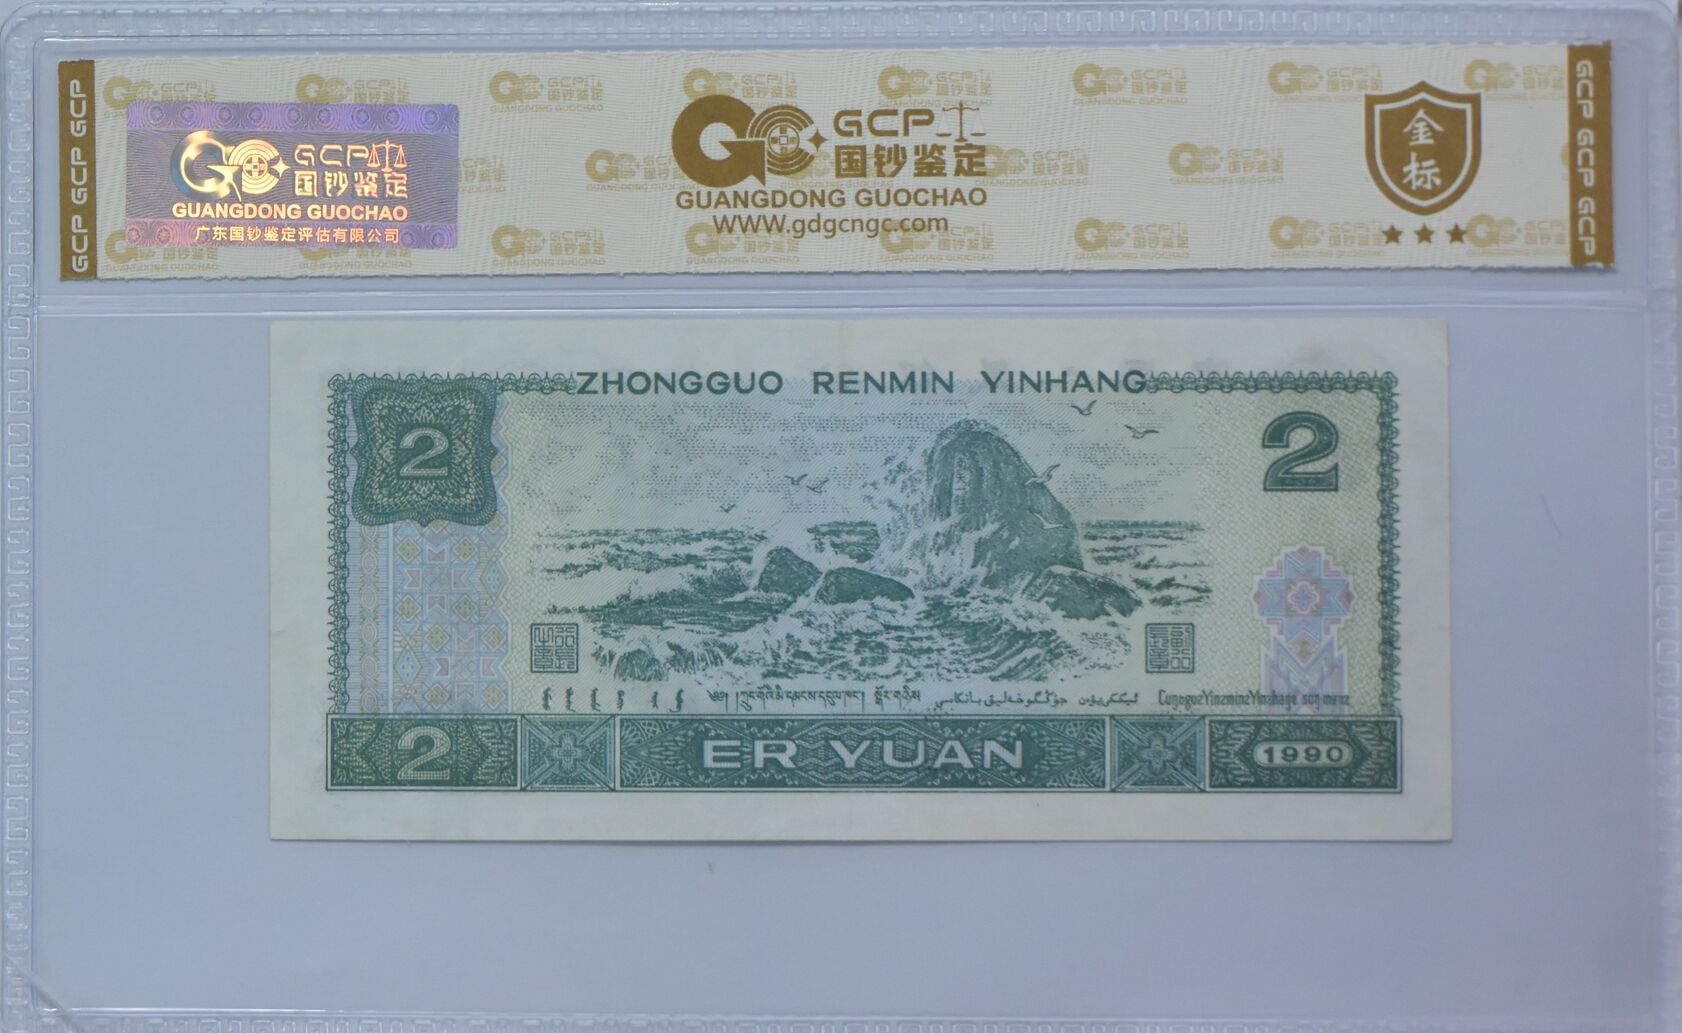 GCP GCP GCP
GCP
国钞鉴定
GUANGDONG GUOCHAO
广东国钞鉴定评估有限公司
GCP
国钞鉴定
GUANGDONG GUOCHAO
WWW.gdgcngc.com
金标
GCP GCP GCP
ZHONGGUO RENMIN YINHANG
2
2
2
ER YUAN
1990